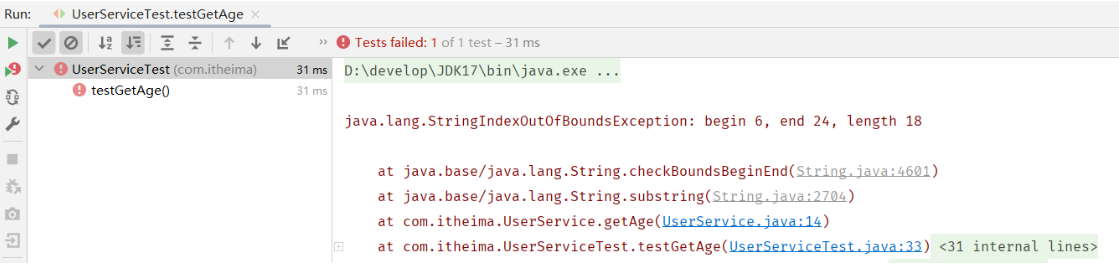 Run: UserServiceTest.testGetAge ×
Tests failed: 1 of 1 test – 31 ms
UserServiceTest (com.itheima) 31 ms
testGetAge() 31 ms
D:\develop\JDK17\bin\java.exe ...
java.lang.StringIndexOutOfBoundsException: begin 6, end 24, length 18
at java.base/java.lang.String.checkBoundsBeginEnd(String.java:4601)
at java.base/java.lang.String.substring(String.java:2704)
at com.itheima.UserService.getAge(UserService.java:14)
at com.itheima.UserServiceTest.testGetAge(UserServiceTest.java:33) <31 internal lines>